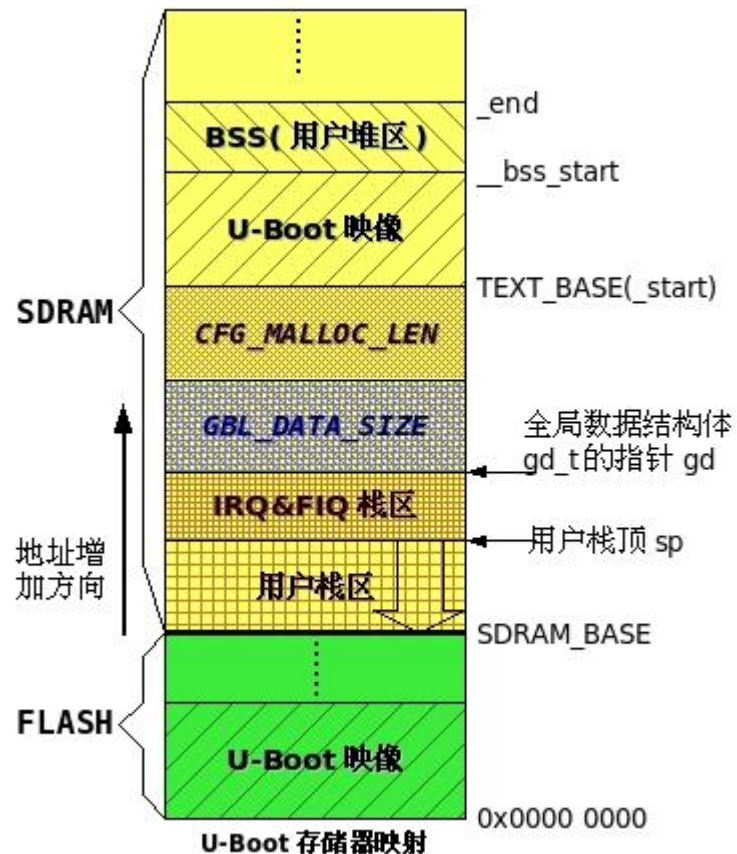 _end
BSS( 用户堆区 )
__bss_start
U-Boot 映像
TEXT_BASE(_start)
SDRAM
CFG_MALLOC_LEN
GBL_DATA_SIZE
全局数据结构体
gd_t的指针 gd
IRQ&FIQ 栈区
用户栈顶 sp
地址增
加方向
用户栈区
SDRAM_BASE
FLASH
U-Boot 映像
0x0000 0000
U-Boot 存储器映射